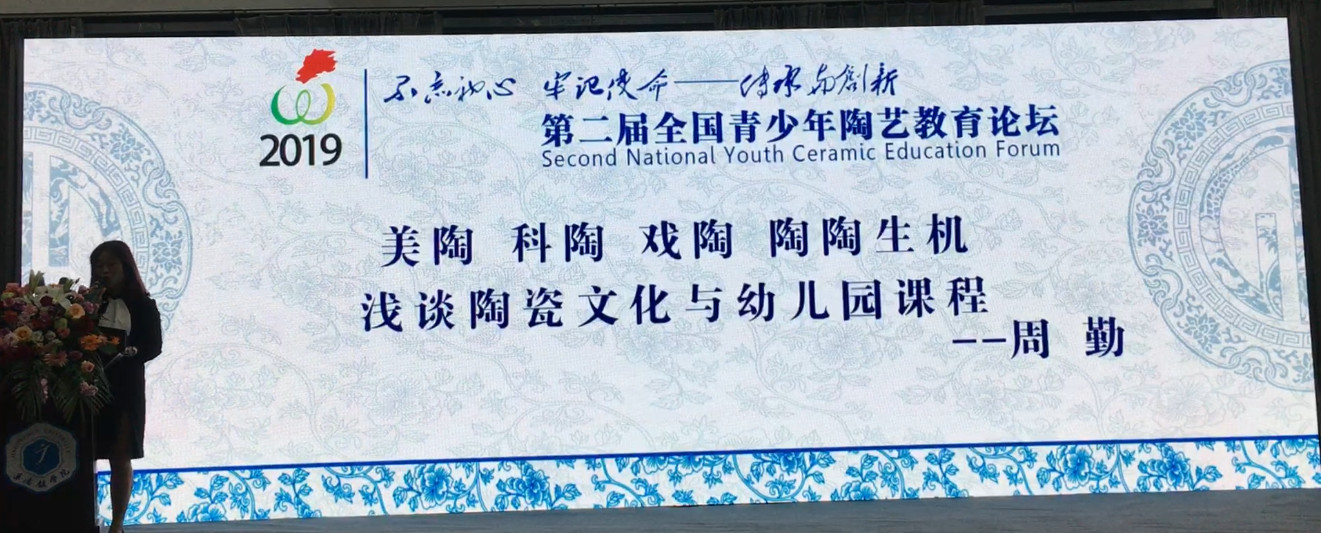 2019
不忘初心 牢记使命——传承与创新
第二届全国青少年陶艺教育论坛
Second National Youth Ceramic Education Forum
美陶 科陶 戏陶 陶陶生机
浅谈陶瓷文化与幼儿园课程
--周 勤